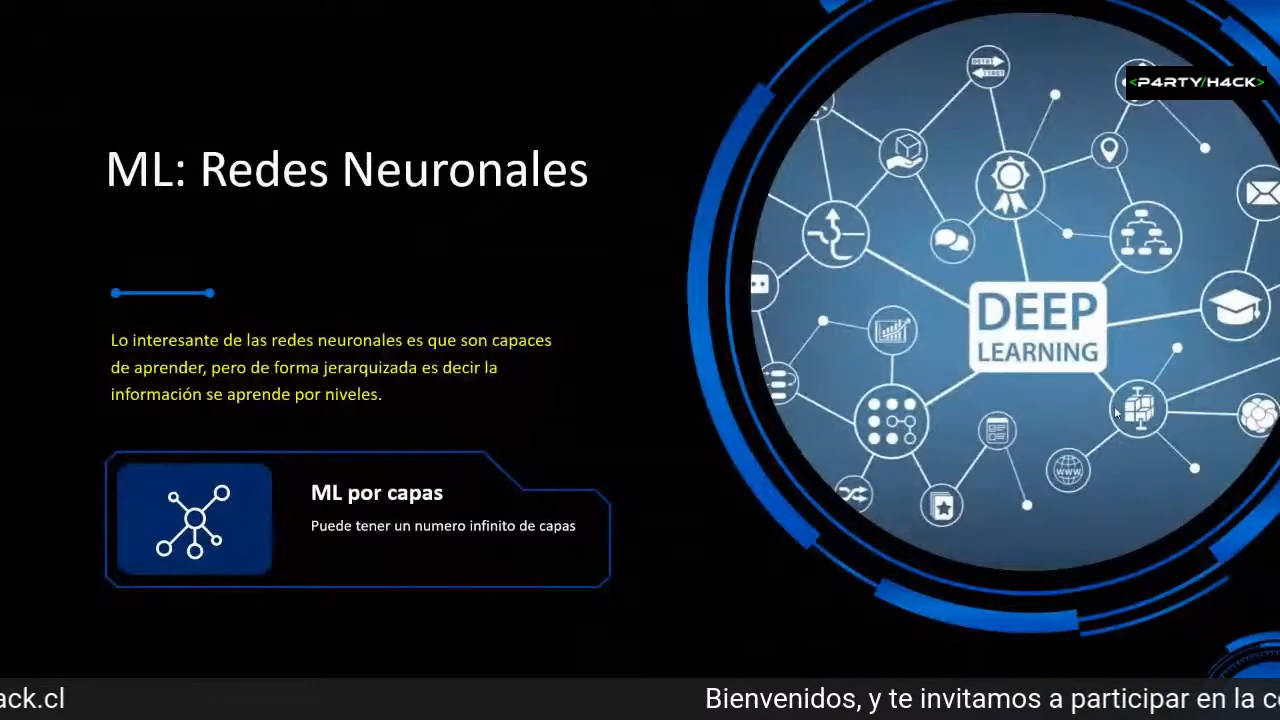 <P4RTY/H4CK>
ML: Redes Neuronales
Lo interesante de las redes neuronales es que son capaces
de aprender, pero de forma jerarquizada es decir la
información se aprende por niveles.
ML por capas
Puede tener un numero infinito de capas
DEEP
LEARNING
WWW
ack.cl
Bienvenidos, y te invitamos a participar en la c